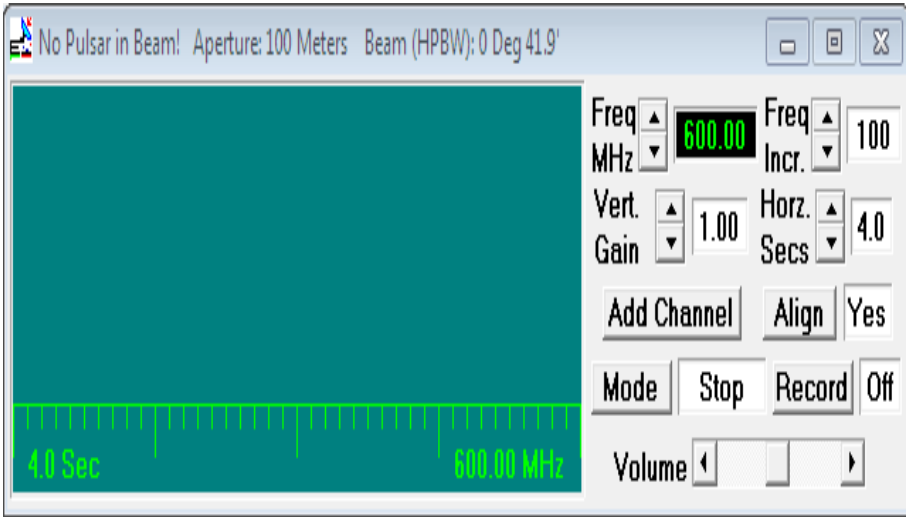 No Pulsar in Beam! Aperture: 100 Meters Beam (HPBW): 0 Deg 41.9'
Freq MHz 600.00 Freq Incr. 100
Vert. Gain 1.00 Horz. Secs 4.0
Add Channel Align Yes
Mode Stop Record Off
4.0 Sec 600.00 MHz
Volume